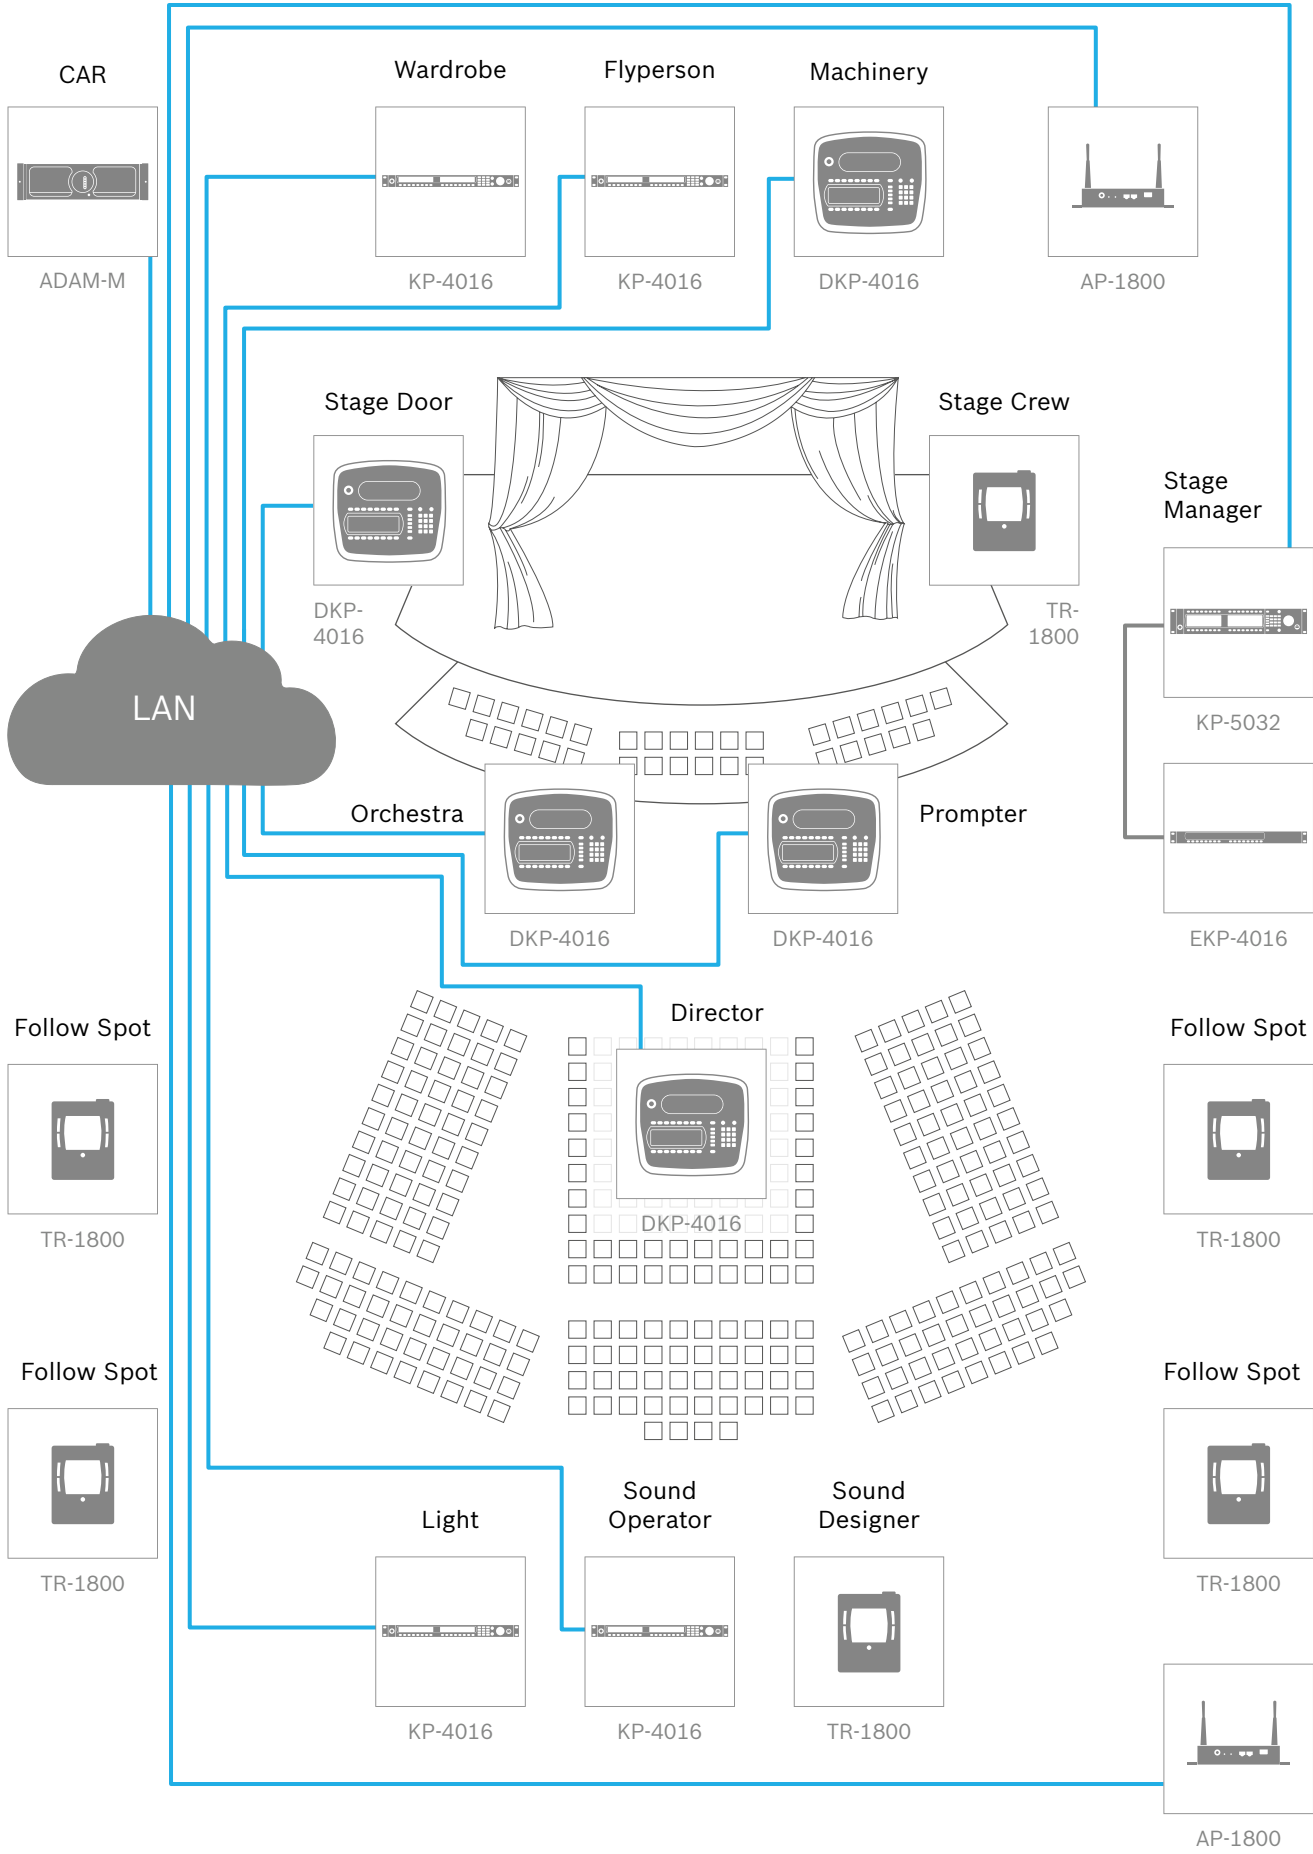 CAR
ADAM-M
Wardrobe
KP-4016
Flyperson
KP-4016
Machinery
DKP-4016
AP-1800
Stage Door
DKP-
4016
Stage Crew
TR-
1800
Stage
Manager
KP-5032
EKP-4016
LAN
Orchestra
DKP-4016
Prompter
DKP-4016
Director
DKP-4016
Follow Spot
TR-1800
Follow Spot
TR-1800
Follow Spot
TR-1800
Follow Spot
TR-1800
Light
KP-4016
Sound
Operator
KP-4016
Sound
Designer
TR-1800
AP-1800